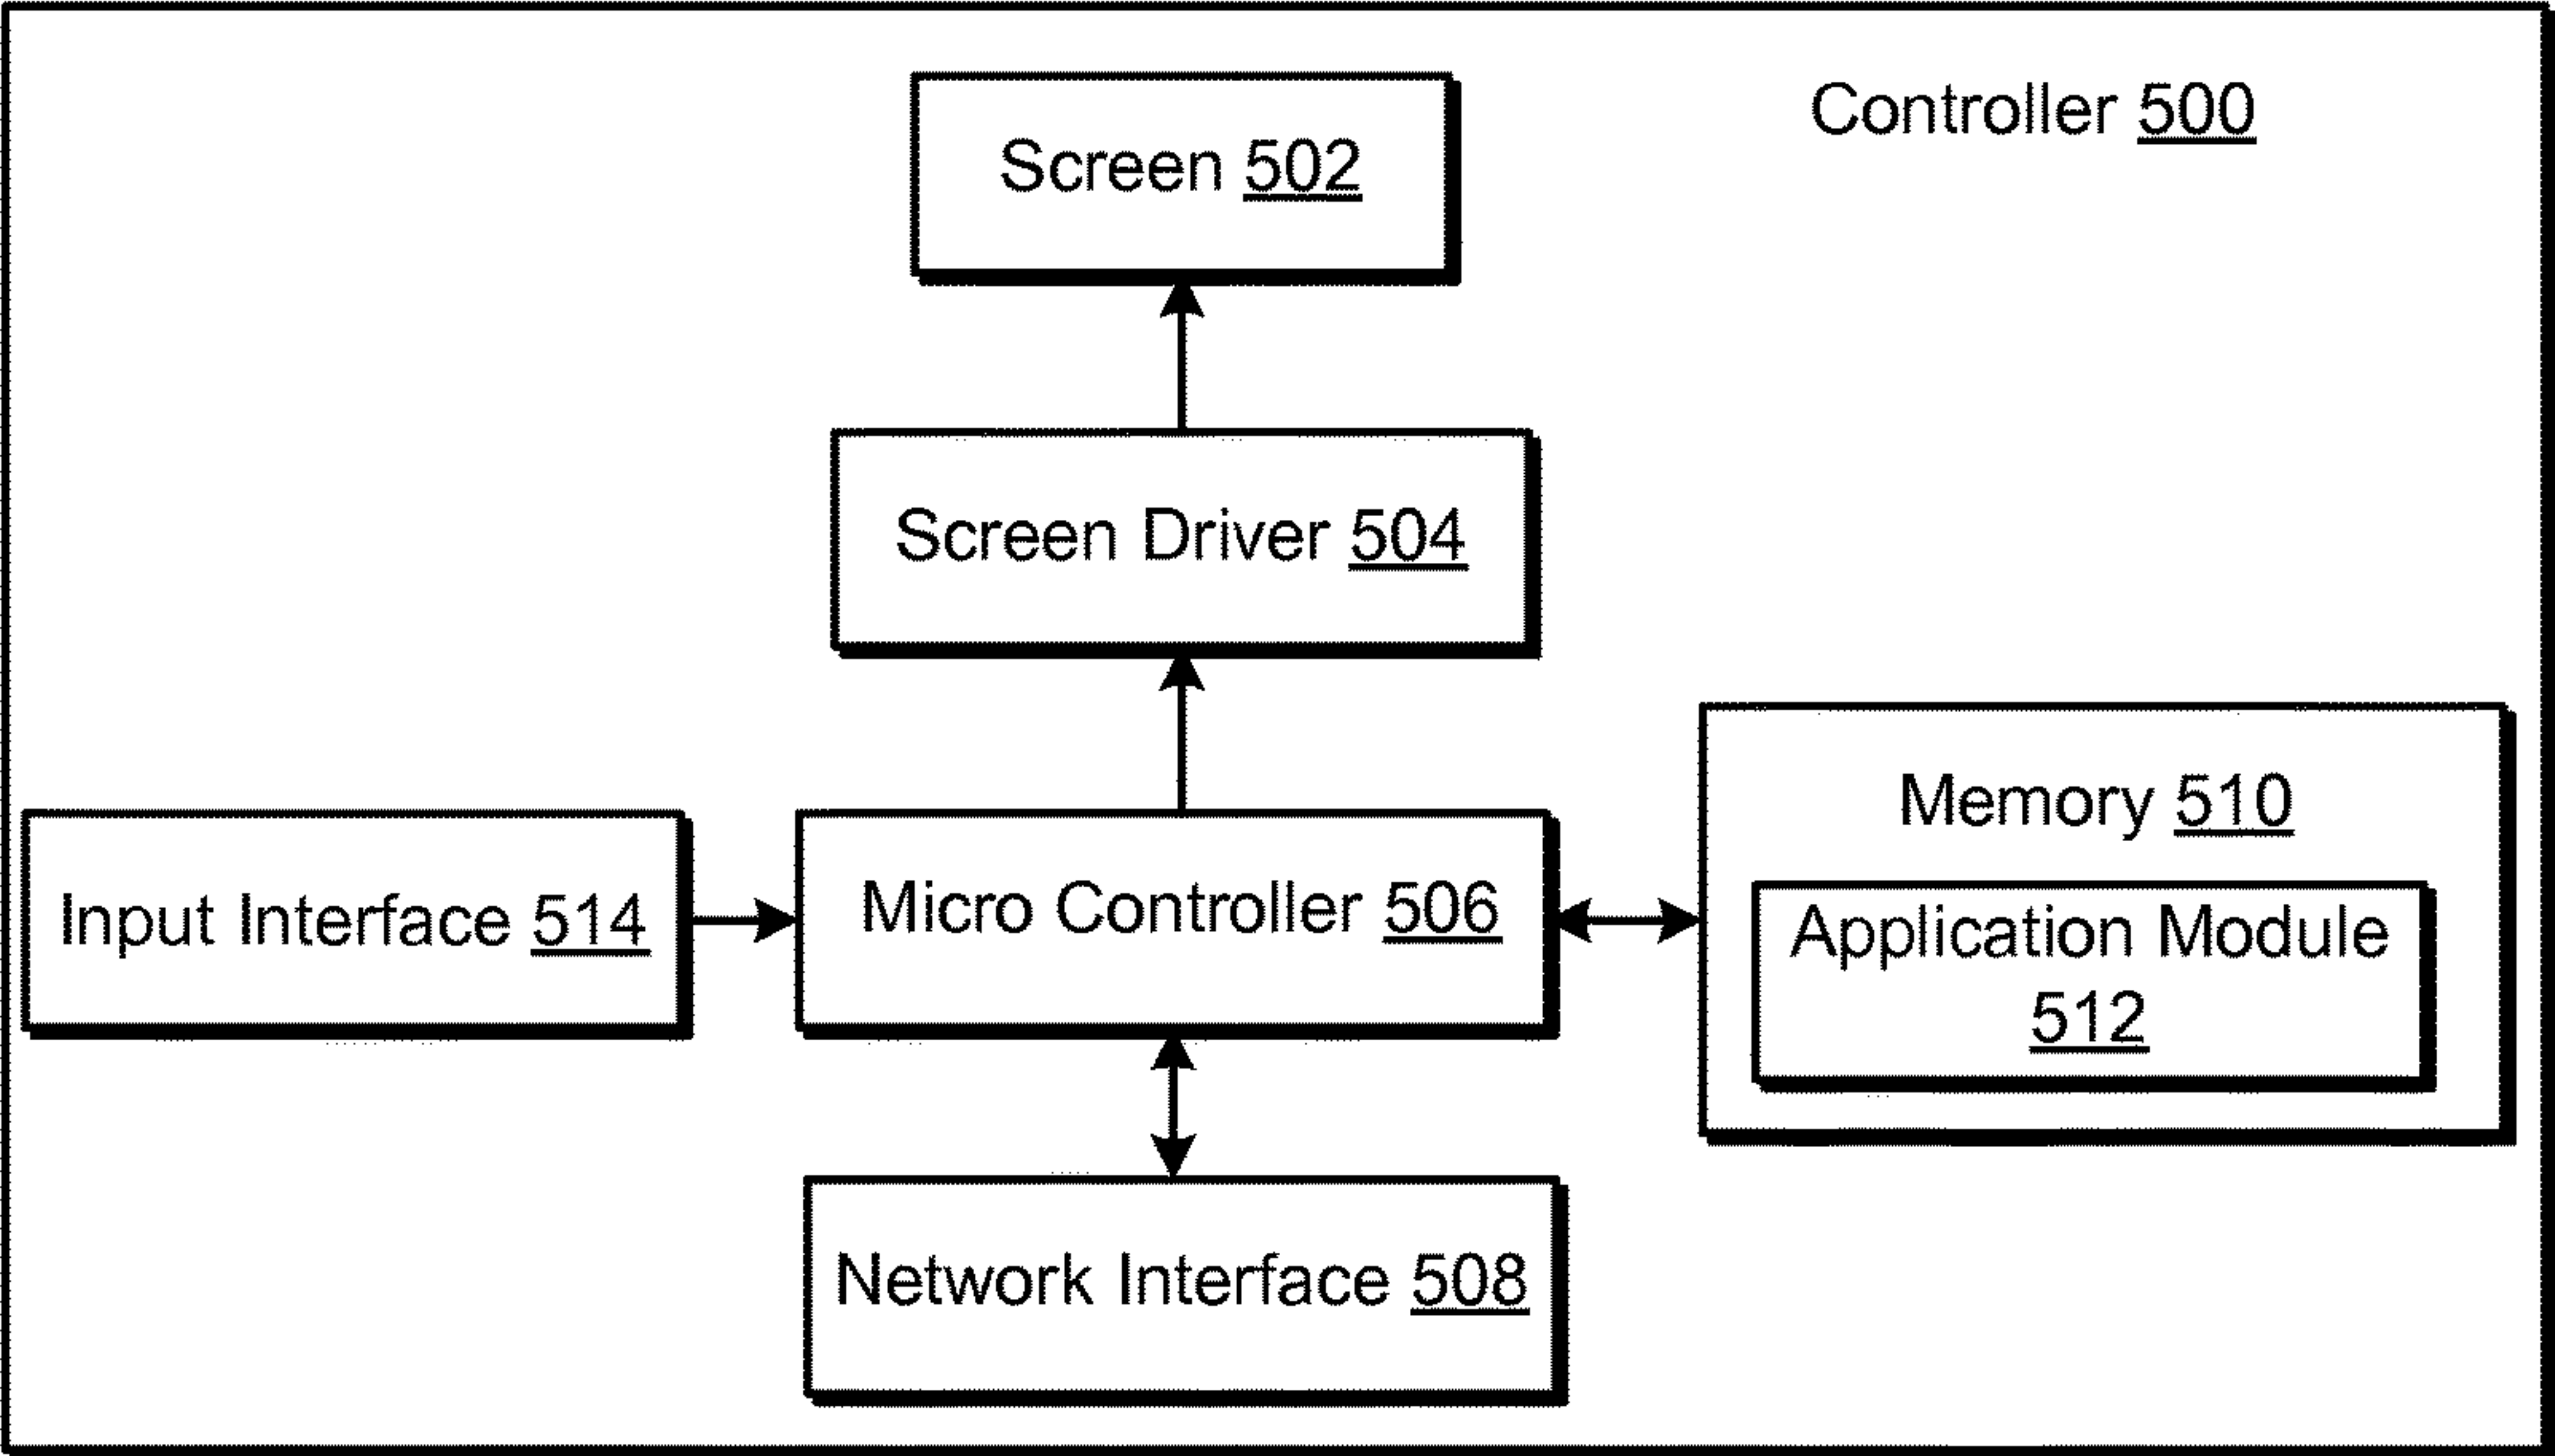 Controller 500
Screen 502
Screen Driver 504
Memory 510
Input Interface 514
Micro Controller 506
Application Module
512
Network Interface 508